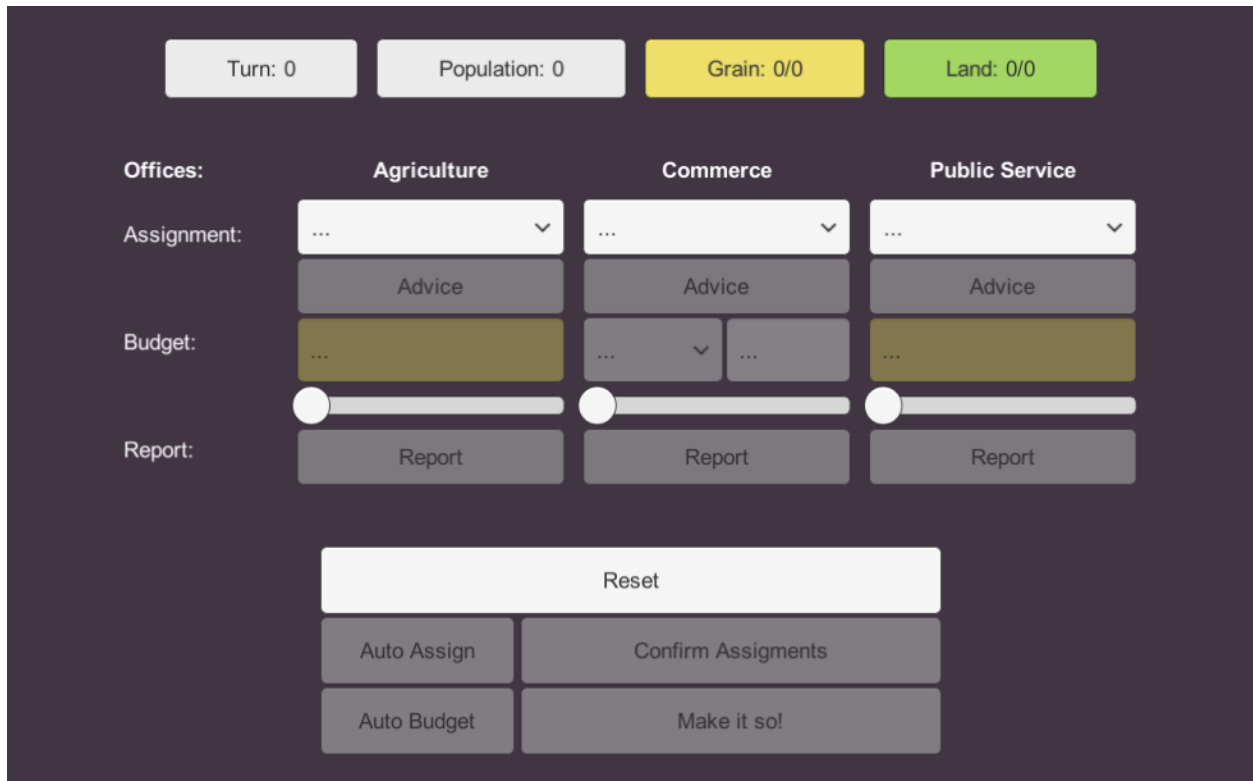 Turn: 0 Population: 0 Grain: 0/0 Land: 0/0
Offices: Agriculture Commerce Public Service
Assignment: ... ... ...
Advice Advice Advice
Budget: ... ... ... ...
Report: Report Report Report
Reset
Auto Assign Confirm Assigments
Auto Budget Make it so!